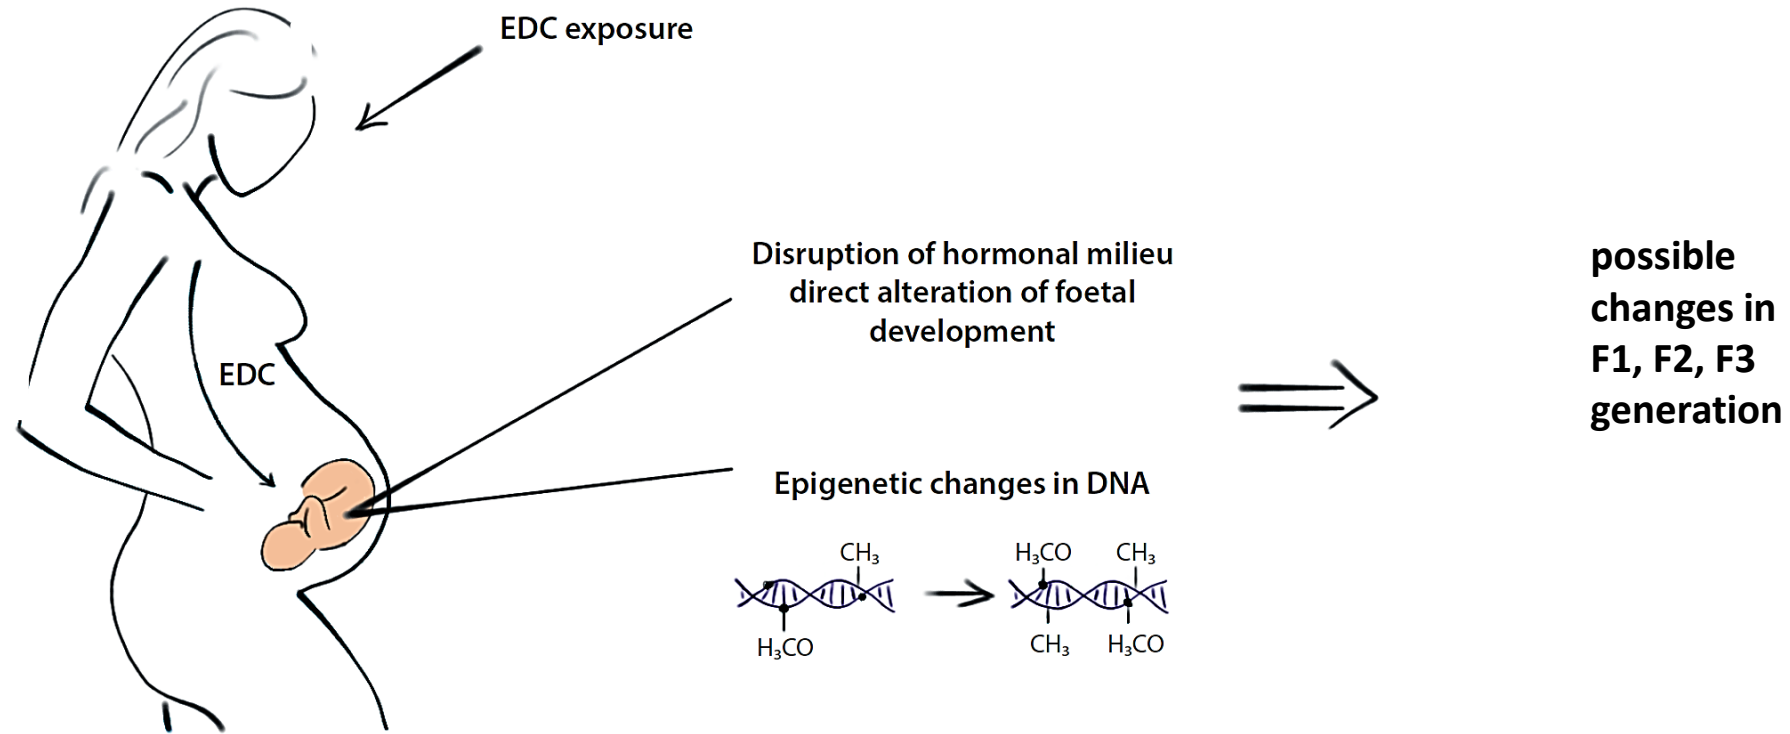 EDC exposure
Disruption of hormonal milieu
direct alteration of foetal
development
EDC
possible
changes in
F1, F2, F3
generation
Epigenetic changes in DNA
CH₃
H₃CO
H₃CO
CH₃
CH₃
H₃CO